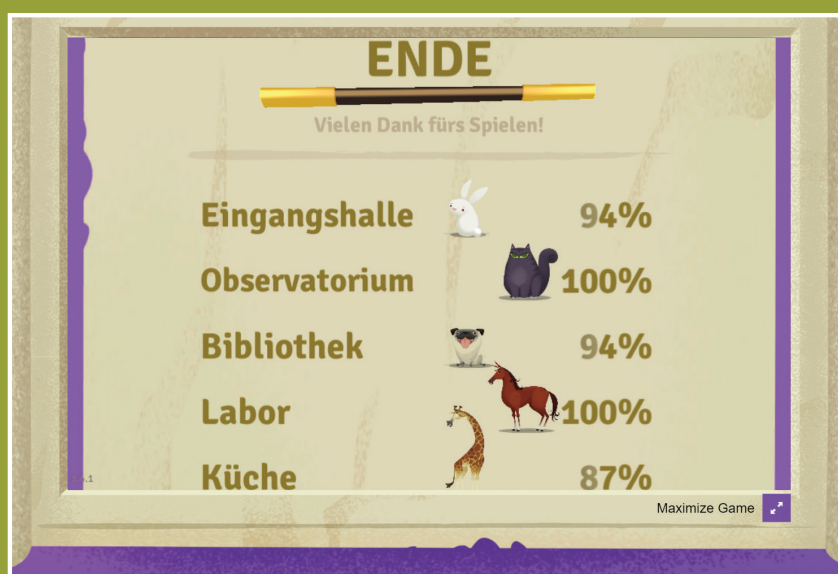 ENDE
Vielen Dank fürs Spielen!
Eingangshalle 94%
Observatorium 100%
Bibliothek 94%
Labor 100%
Küche 87%
Maximize Game